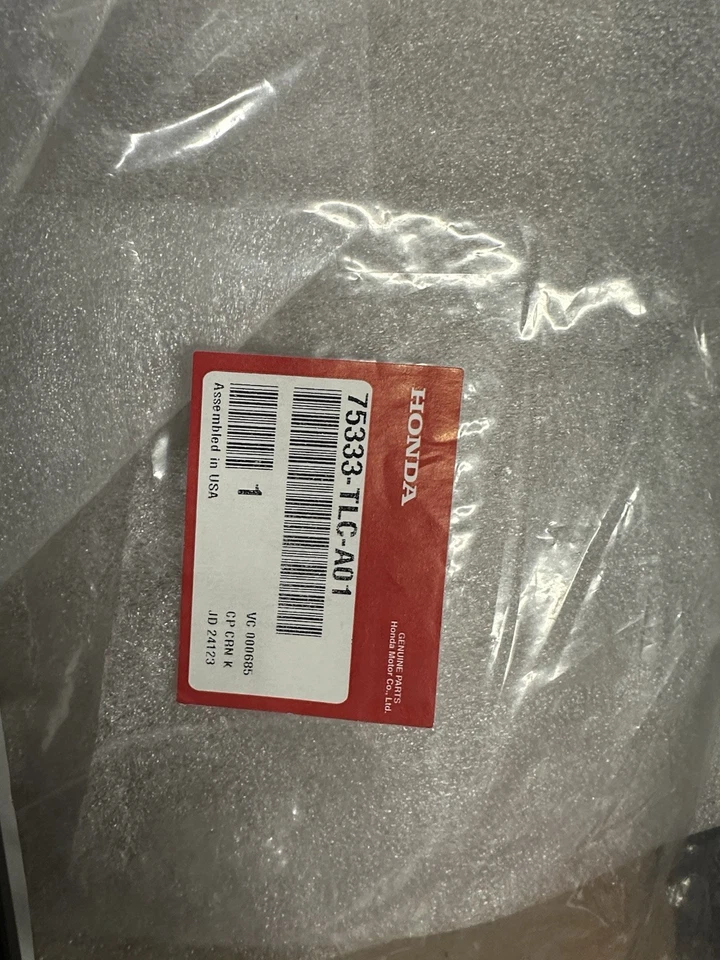 HONDA
GENUINE PARTS
Honda Motor Co., Ltd.
75333-TLC-A01
1
VC 000685
CP CRN K
JD 24123
Assembled in USA